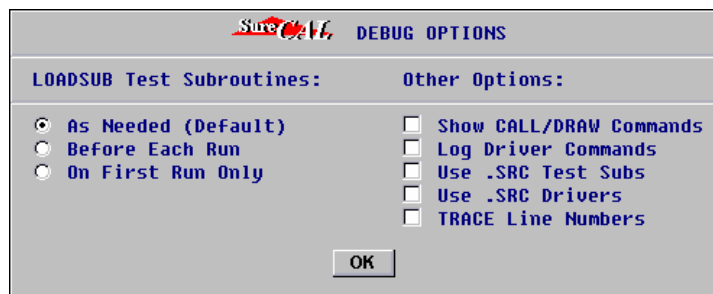 SureCAL DEBUG OPTIONS
LOADSUB Test Subroutines:
Other Options:
As Needed (Default)
Before Each Run
On First Run Only
Show CALL/DRAW Commands
Log Driver Commands
Use .SRC Test Subs
Use .SRC Drivers
TRACE Line Numbers
OK